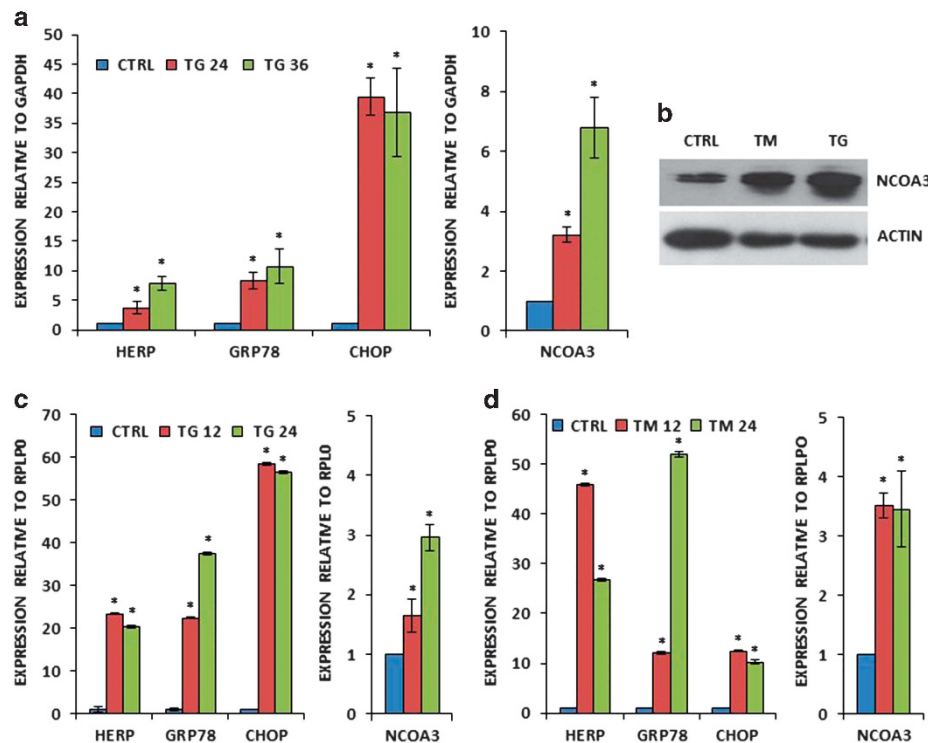 a
EXPRESSION RELATIVE TO GAPDH
50
45
40
35
30
25
20
15
10
5
0
CTRL TG 24 TG 36
* * * * * *
HERP GRP78 CHOP
10
8
6
4
2
0
* *
NCOA3
b
CTRL TM TG
NCOA3
ACTIN
c
EXPRESSION RELATIVE TO RPLP0
70
60
50
40
30
20
10
0
CTRL TG 12 TG 24
* * * * * *
HERP GRP78 CHOP
EXPRESSION RELATIVE TO RPL0
5
4
3
2
1
0
* *
NCOA3
d
EXPRESSION RELATIVE TO RPLP0
60
50
40
30
20
10
0
CTRL TM 12 TM 24
* * * * * *
HERP GRP78 CHOP
EXPRESSION RELATIVE TO RPLPO
5
4
3
2
1
0
* *
NCOA3